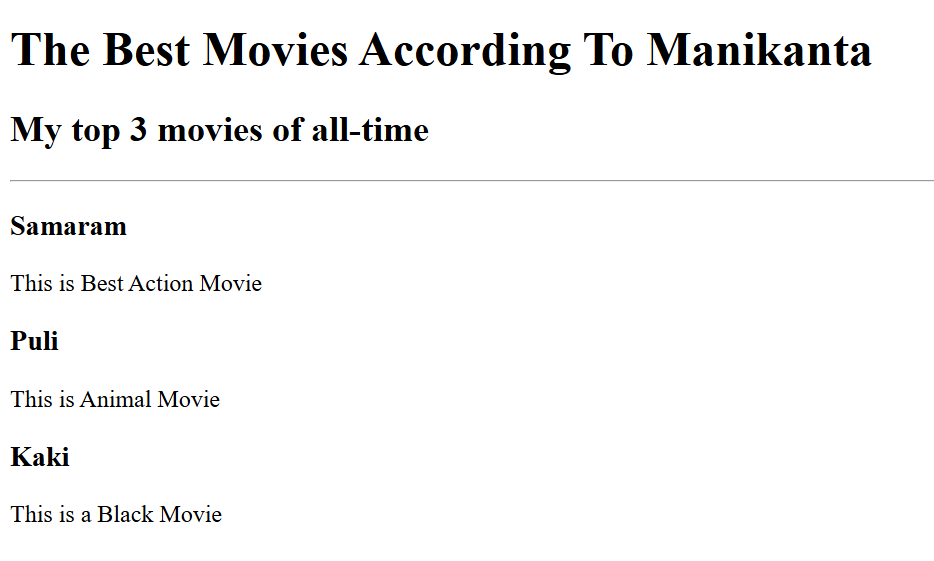 The Best Movies According To Manikanta
My top 3 movies of all-time
Samaram
This is Best Action Movie
Puli
This is Animal Movie
Kaki
This is a Black Movie